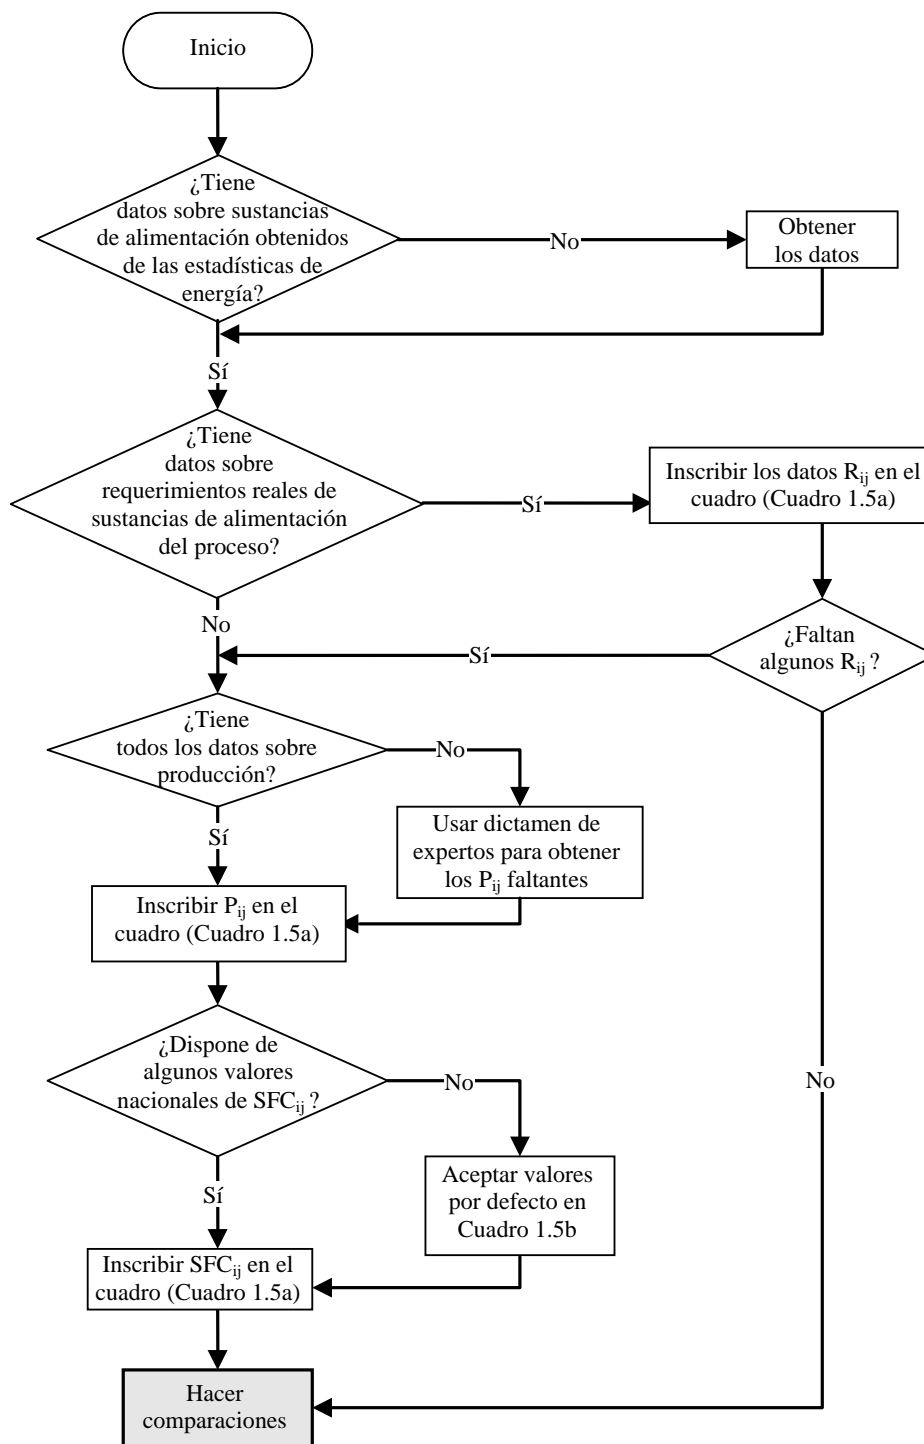 Inicio
¿Tiene
datos sobre sustancias
de alimentación obtenidos
de las estadísticas de
energía?
No
Obtener
los datos
Sí
¿Tiene
datos sobre
requerimientos reales de
sustancias de alimentación
del proceso?
Sí
Inscribir los datos Rij en el
cuadro (Cuadro 1.5a)
No
¿Faltan
algunos Rij ?
Sí
¿Tiene
todos los datos sobre
producción?
No
Usar dictamen de
expertos para obtener
los Pij faltantes
Sí
Inscribir Pij en el
cuadro (Cuadro 1.5a)
¿Dispone de
algunos valores
nacionales de SFCij ?
No
No
Aceptar valores
por defecto en
Cuadro 1.5b
Sí
Inscribir SFCij en el
cuadro (Cuadro 1.5a)
Hacer
comparaciones